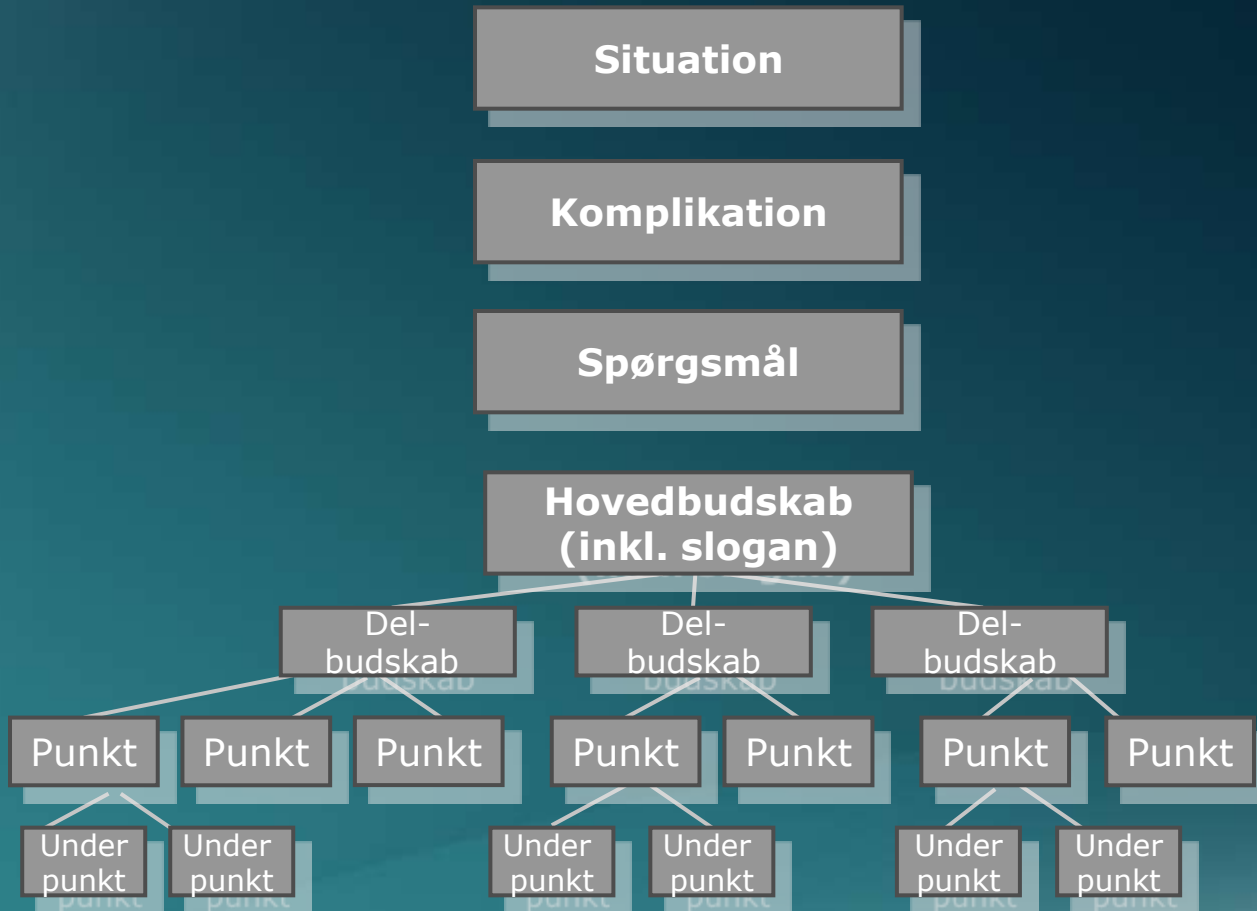 Situation
Komplikation
Spørgsmål
Hovedbudskab
(inkl. slogan)
Del-
budskab
Del-
budskab
Del-
budskab
Punkt
Punkt
Punkt
Punkt
Punkt
Punkt
Punkt
Under
punkt
Under
punkt
Under
punkt
Under
punkt
Under
punkt
Under
punkt